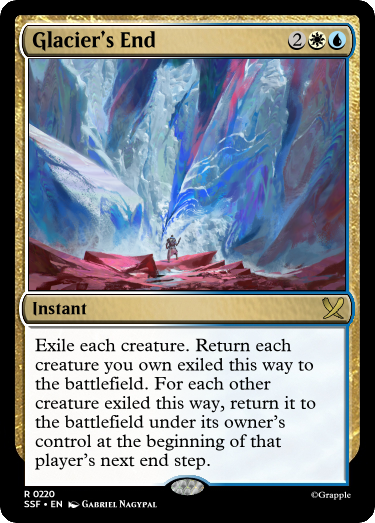 Glacier's End 2
Instant
Exile each creature. Return each
creature you own exiled this way to
the battlefield. For each other
creature exiled this way, return it to
the battlefield under its owner's
control at the beginning of that
player's next end step.
R 0220
SSF • EN Gabriel Nagypal
©Grapple